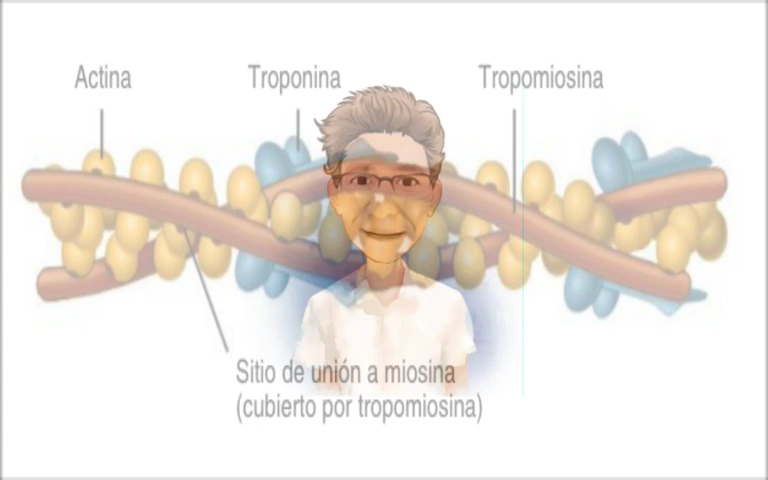 Actina
Troponina
Tropomiosina
Sitio de unión a miosina
(cubierto por tropomiosina)